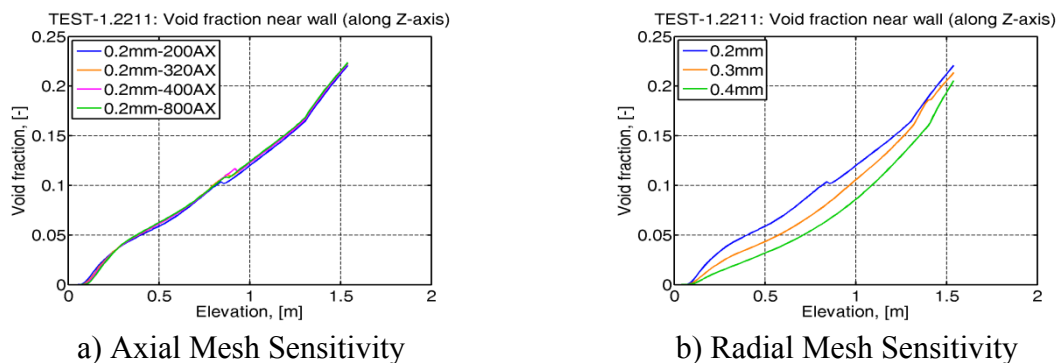 TEST-1.2211: Void fraction near wall (along Z-axis)
0.25
0.2
0.15
0.1
0.05
0
Void fraction, [-]
0.2mm-200AX
0.2mm-320AX
0.2mm-400AX
0.2mm-800AX
0
0.5
1
1.5
2
Elevation, [m]
a) Axial Mesh Sensitivity
TEST-1.2211: Void fraction near wall (along Z-axis)
0.25
0.2
0.15
0.1
0.05
0
Void fraction, [-]
0.2mm
0.3mm
0.4mm
0
0.5
1
1.5
2
Elevation, [m]
b) Radial Mesh Sensitivity